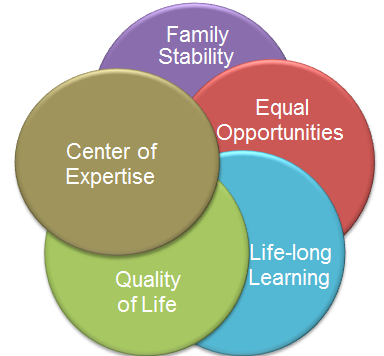 Family
Stability
Equal
Opportunities
Center of
Expertise
Life-long
Learning
Quality
of Life